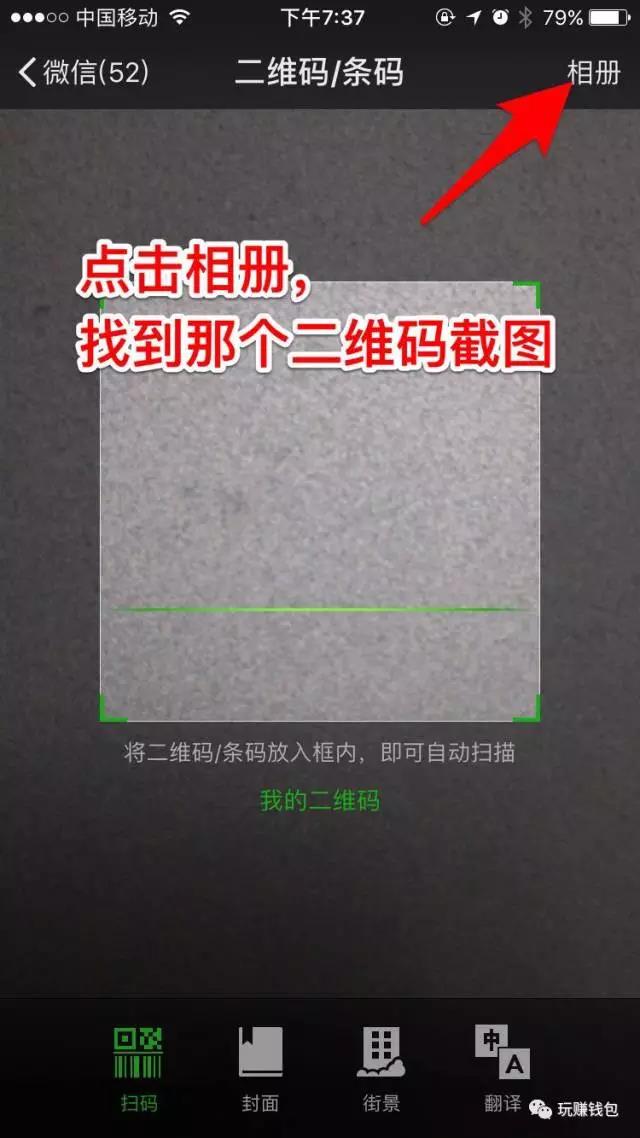 中国移动 下午7:37 79%
微信(52) 二维码/条码 相册
点击相册，
找到那个二维码截图
将二维码/条码放入框内，即可自动扫描
我的二维码
扫码 封面 街景 翻译
中 A
玩赚钱包